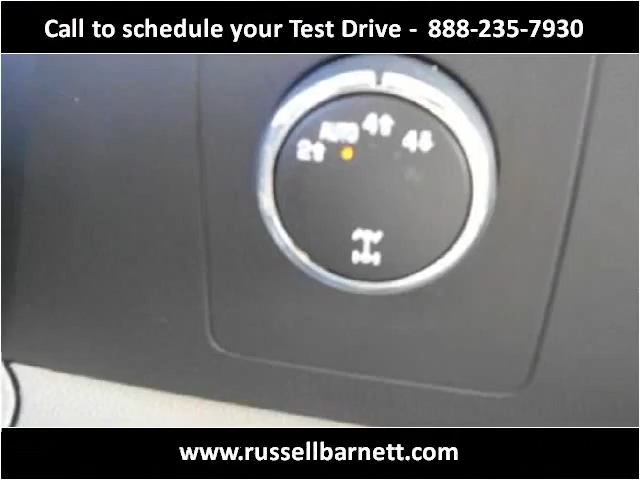 Call to schedule your Test Drive - 888-235-7930
2↑ AUTO 4↑ 4↓
www.russellbarnett.com